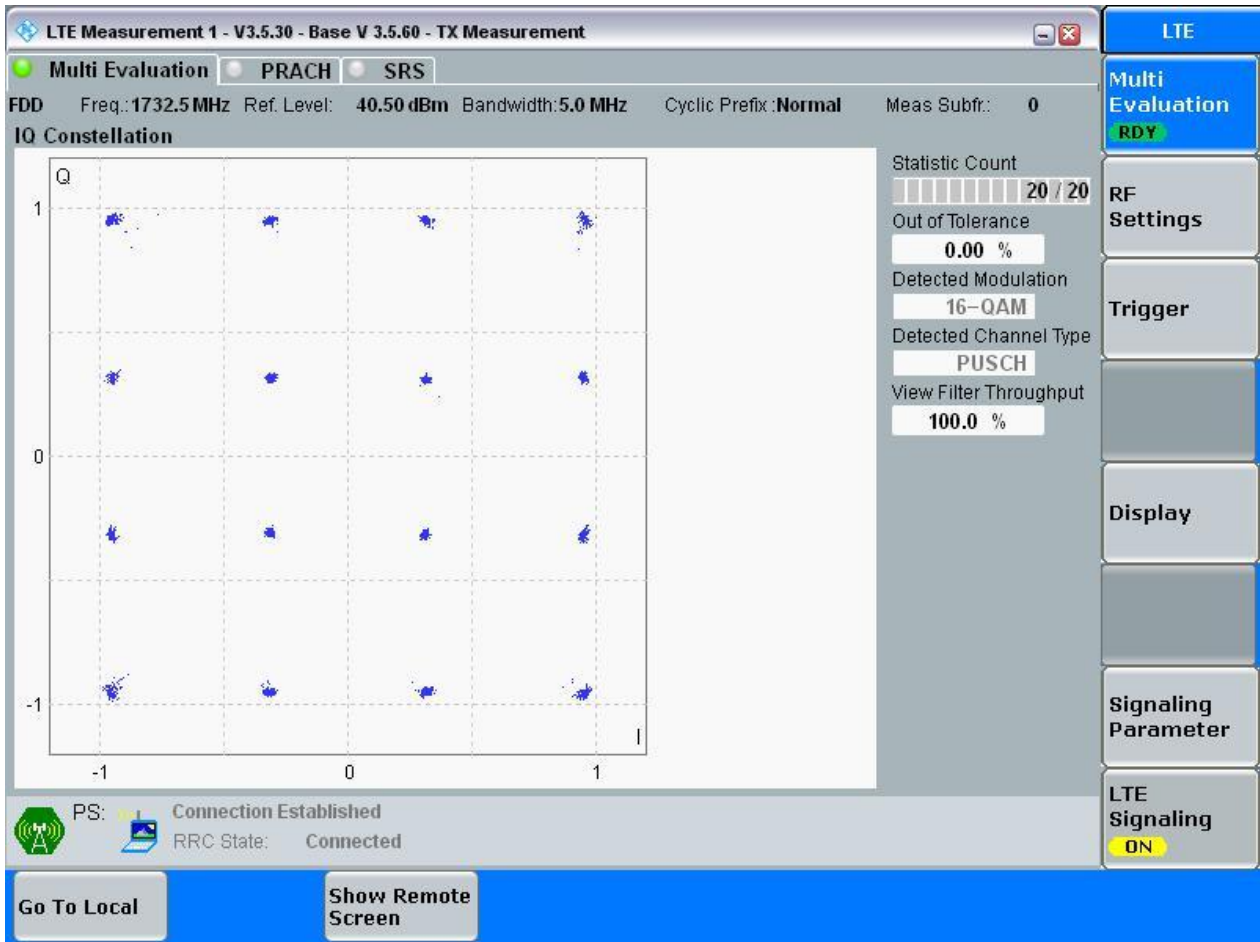 LTE Measurement 1 - V3.5.30 - Base V 3.5.60 - TX Measurement
LTE
Multi Evaluation PRACH SRS
FDD Freq.: 1732.5 MHz Ref. Level: 40.50 dBm Bandwidth: 5.0 MHz Cyclic Prefix : Normal Meas Subfr.: 0
IQ Constellation
Q
1
0
-1
-1 0 1
I
Statistic Count
20 / 20
Out of Tolerance
0.00 %
Detected Modulation
16-QAM
Detected Channel Type
PUSCH
View Filter Throughput
100.0 %
Multi
Evaluation
RDY
RF
Settings
Trigger
Display
Signaling
Parameter
LTE
Signaling
ON
PS: Connection Established
RRC State: Connected
Go To Local
Show Remote
Screen